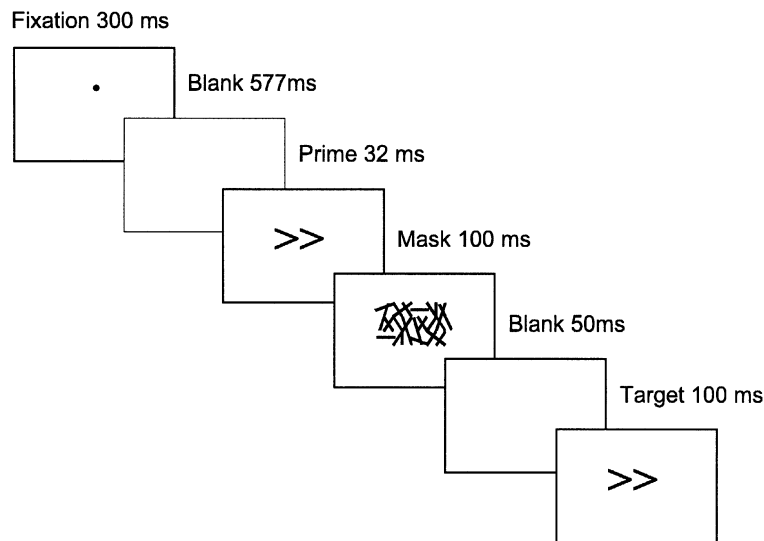 Fixation 300 ms
Blank 577ms
Prime 32 ms
>>
Mask 100 ms
Blank 50ms
Target 100 ms
>>